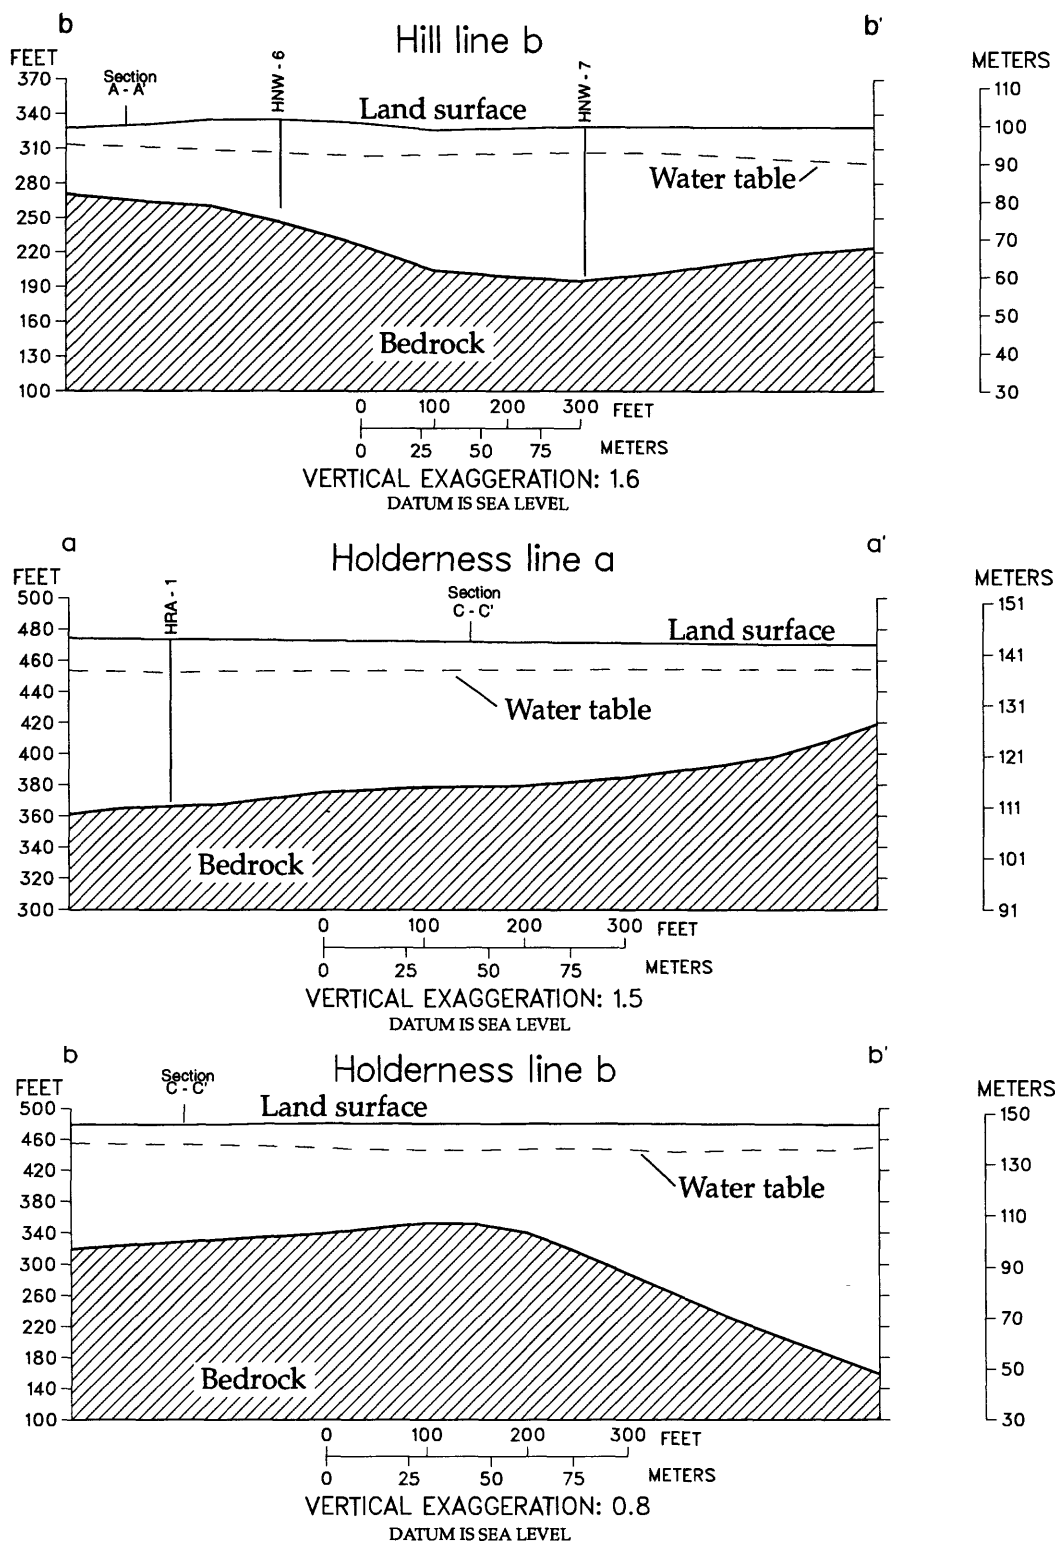 b
Hill line b
b'
FEET
METERS
370
340
310
280
250
220
190
160
130
100
Section
A - A'
HNW - 6
Land surface
HNW - 7
Water table
Bedrock
110
100
90
80
70
60
50
40
30
0 100 200 300 FEET
0 25 50 75 METERS
VERTICAL EXAGGERATION: 1.6
DATUM IS SEA LEVEL
a
Holderness line a
a'
FEET
METERS
500
480
460
440
420
400
380
360
340
320
300
HRA - 1
Section
C - C'
Land surface
Water table
Bedrock
151
141
131
121
111
101
91
0 100 200 300 FEET
0 25 50 75 METERS
VERTICAL EXAGGERATION: 1.5
DATUM IS SEA LEVEL
b
Holderness line b
b'
FEET
METERS
500
460
420
380
340
300
260
220
180
140
100
Section
C - C'
Land surface
Water table
Bedrock
150
130
110
90
70
50
30
0 100 200 300 FEET
0 25 50 75 METERS
VERTICAL EXAGGERATION: 0.8
DATUM IS SEA LEVEL